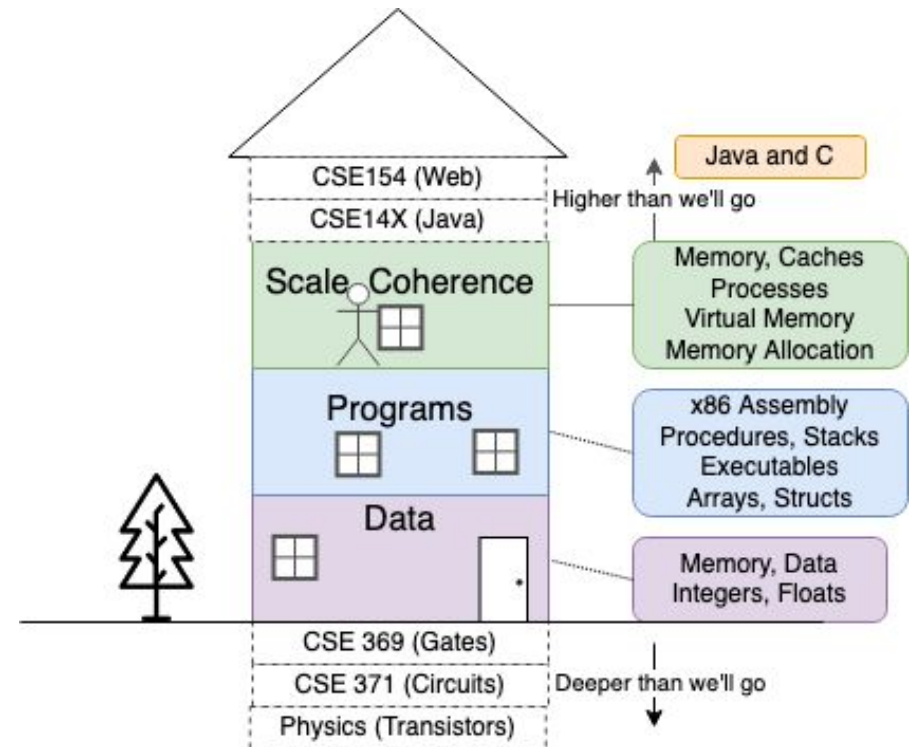 Java and C
CSE154 (Web)
Higher than we'll go
CSE14X (Java)
Scale Coherence
Memory, Caches
Processes
Virtual Memory
Memory Allocation
Programs
x86 Assembly
Procedures, Stacks
Executables
Arrays, Structs
Data
Memory, Data
Integers, Floats
CSE 369 (Gates)
CSE 371 (Circuits)
Deeper than we'll go
Physics (Transistors)